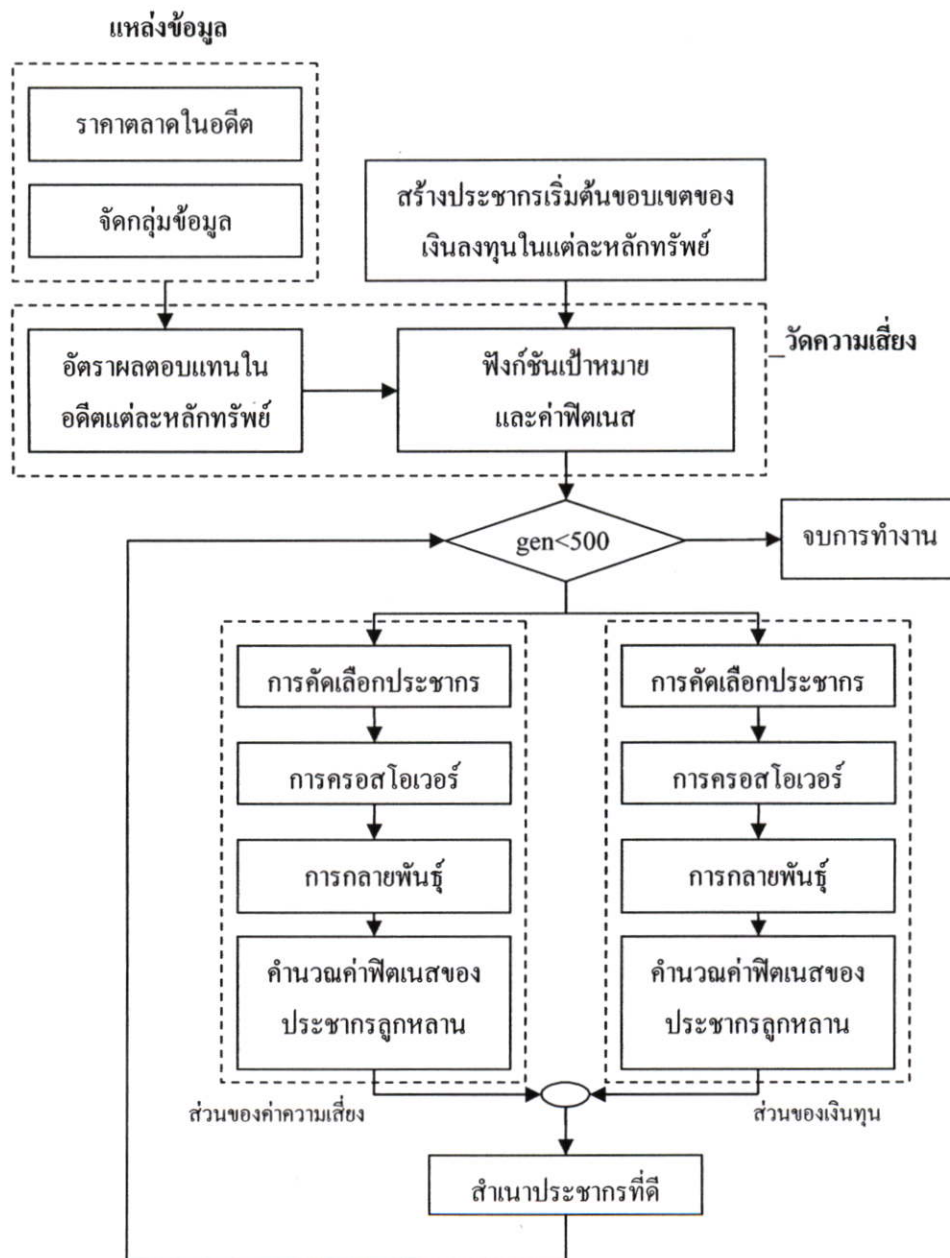 แหล่งข้อมูล
ราคาตลาดในอดีต
จัดกลุ่มข้อมูล
สร้างประชากรเริ่มต้นขอบเขตของ
เงินลงทุนในแต่ละหลักทรัพย์
วัดความเสี่ยง
อัตราผลตอบแทนใน
อดีตแต่ละหลักทรัพย์
ฟังก์ชันเป้าหมาย
และค่าฟิตเนส
gen<500
จบการทำงาน
การคัดเลือกประชากร
การครอสโอเวอร์
การกลายพันธุ์
คำนวณค่าฟิตเนสของ
ประชากรลูกหลาน
ส่วนของค่าความเสี่ยง
การคัดเลือกประชากร
การครอสโอเวอร์
การกลายพันธุ์
คำนวณค่าฟิตเนสของ
ประชากรลูกหลาน
ส่วนของเงินทุน
สำเนาประชากรที่ดี